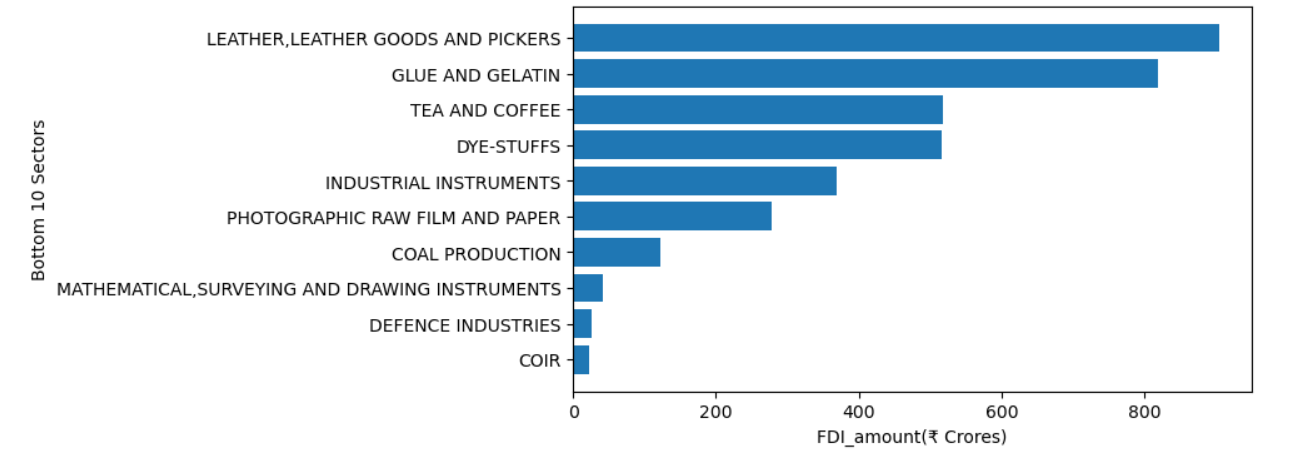 LEATHER,LEATHER GOODS AND PICKERS
GLUE AND GELATIN
TEA AND COFFEE
DYE-STUFFS
INDUSTRIAL INSTRUMENTS
PHOTOGRAPHIC RAW FILM AND PAPER
COAL PRODUCTION
MATHEMATICAL,SURVEYING AND DRAWING INSTRUMENTS
DEFENCE INDUSTRIES
COIR
Bottom 10 Sectors
0 200 400 600 800
FDI_amount(₹ Crores)